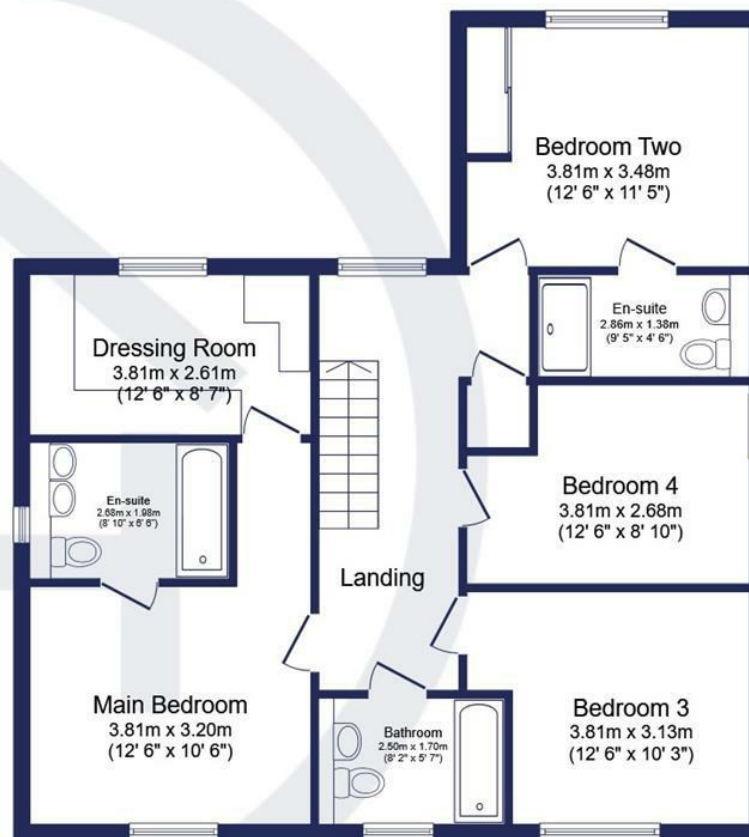 Bedroom Two
3.81m x 3.48m
(12' 6" x 11' 5")
En-suite
2.86m x 1.38m
(9' 5" x 4' 6")
Dressing Room
3.81m x 2.61m
(12' 6" x 8' 7")
En-suite
2.68m x 1.98m
(8' 10" x 6' 6")
Bedroom 4
3.81m x 2.68m
(12' 6" x 8' 10")
Landing
Main Bedroom
3.81m x 3.20m
(12' 6" x 10' 6")
Bathroom
2.50m x 1.70m
(8' 2" x 5' 7")
Bedroom 3
3.81m x 3.13m
(12' 6" x 10' 3")